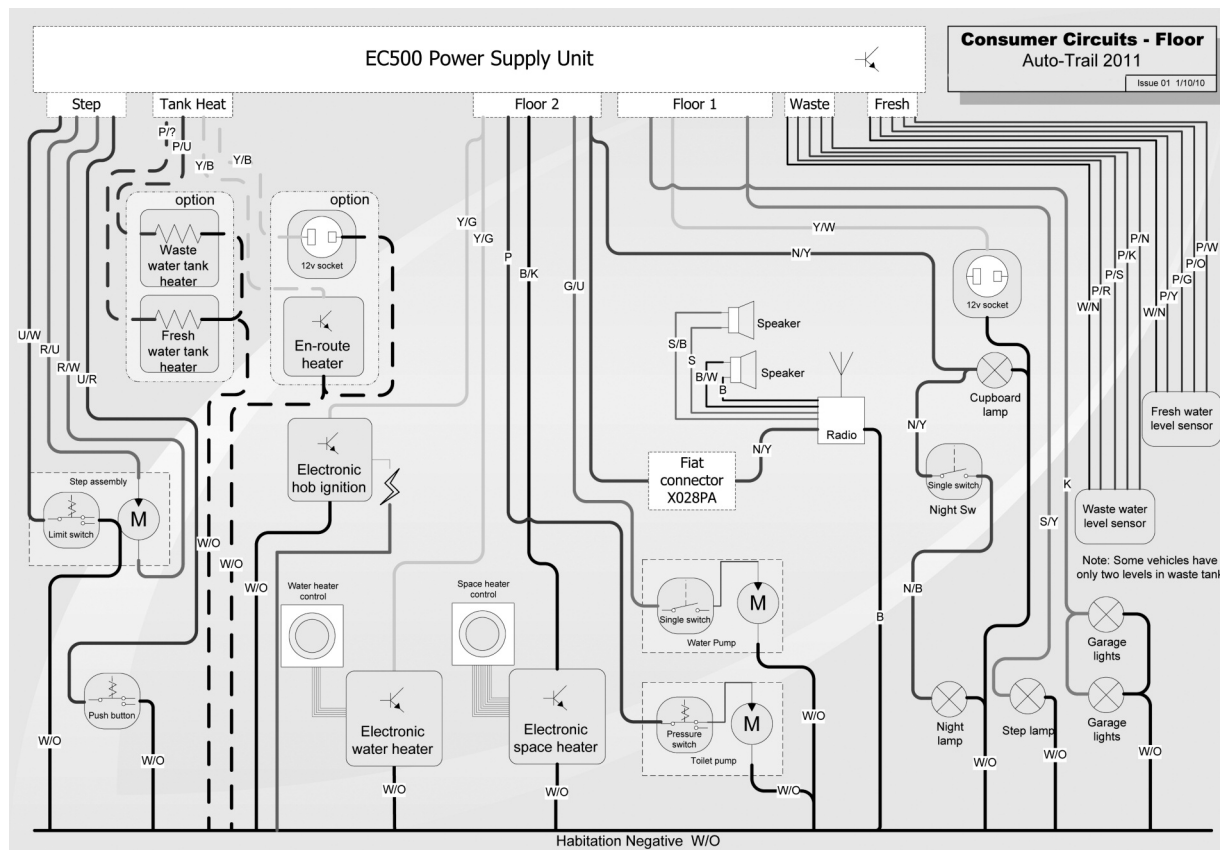 EC500 Power Supply Unit
Consumer Circuits - Floor
Auto-Trail 2011
Issue 01 1/10/10
Step
Tank Heat
Floor 2
Floor 1
Waste
Fresh
P/?
P/U
Y/B
Y/B
option
option
Waste
water tank
heater
12v socket
Fresh
water tank
heater
En-route
heater
U/W
R/U
R/W
U/R
Y/G
Y/G
P
B/K
G/U
N/Y
Y/W
12v socket
W/N
P/R
P/S
P/K
P/N
W/N
P/Y
P/G
P/O
P/W
S/B
S
B/W
B
Speaker
Speaker
Radio
Cupboard
lamp
Fresh water
level sensor
N/Y
N/Y
Fiat
connector
X028PA
Electronic
hob ignition
Single switch
Night Sw
K
S/Y
Waste water
level sensor
Note: Some vehicles have
only two levels in waste tank
Step assembly
Limit switch
M
W/O
W/O
W/O
Water heater
control
Space heater
control
Single switch
M
Water Pump
N/B
B
Garage
lights
Push button
Electronic
water heater
Electronic
space heater
Pressure
switch
M
Toilet pump
W/O
Night
lamp
Step lamp
Garage
lights
W/O
W/O
W/O
W/O
W/O
W/O
W/O
W/O
Habitation Negative W/O